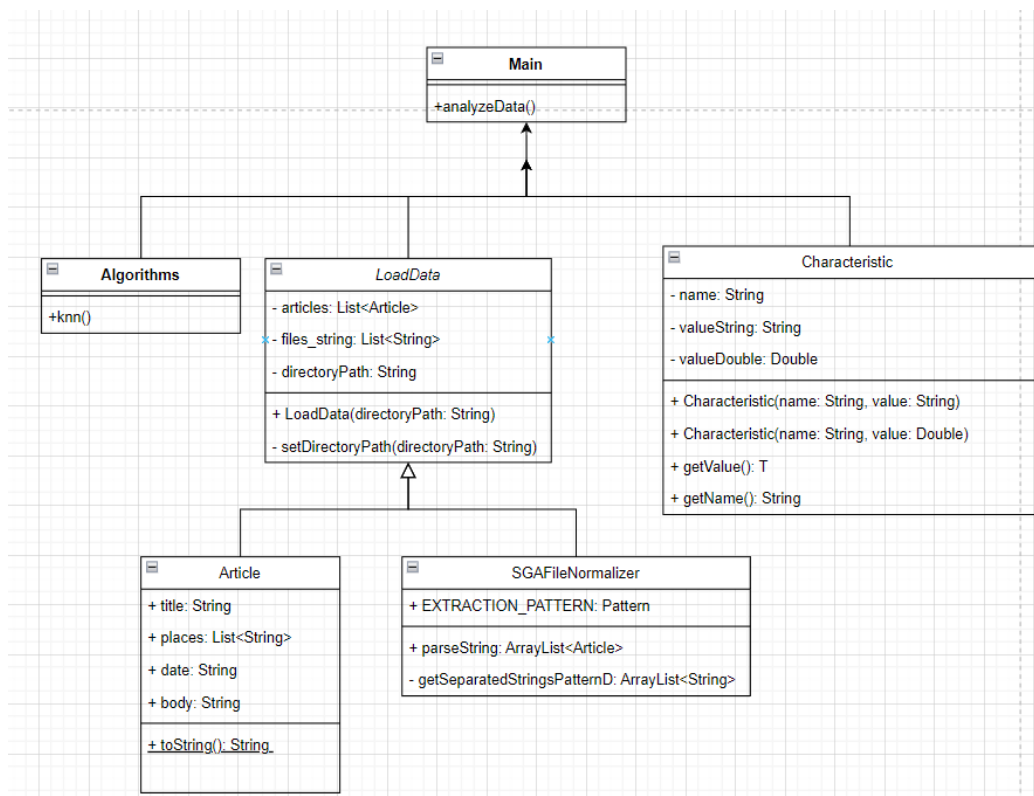 Main
+analyzeData()
Algorithms
+knn()
LoadData
- articles: List<Article>
- files_string: List<String>
- directoryPath: String
+ LoadData(directoryPath: String)
- setDirectoryPath(directoryPath: String)
Characteristic
- name: String
- valueString: String
- valueDouble: Double
+ Characteristic(name: String, value: String)
+ Characteristic(name: String, value: Double)
+ getValue(): T
+ getName(): String
Article
+ title: String
+ places: List<String>
+ date: String
+ body: String
+ toString(): String
SGAFileNormalizer
+ EXTRACTION_PATTERN: Pattern
+ parseString: ArrayList<Article>
- getSeparatedStringsPatternD: ArrayList<String>